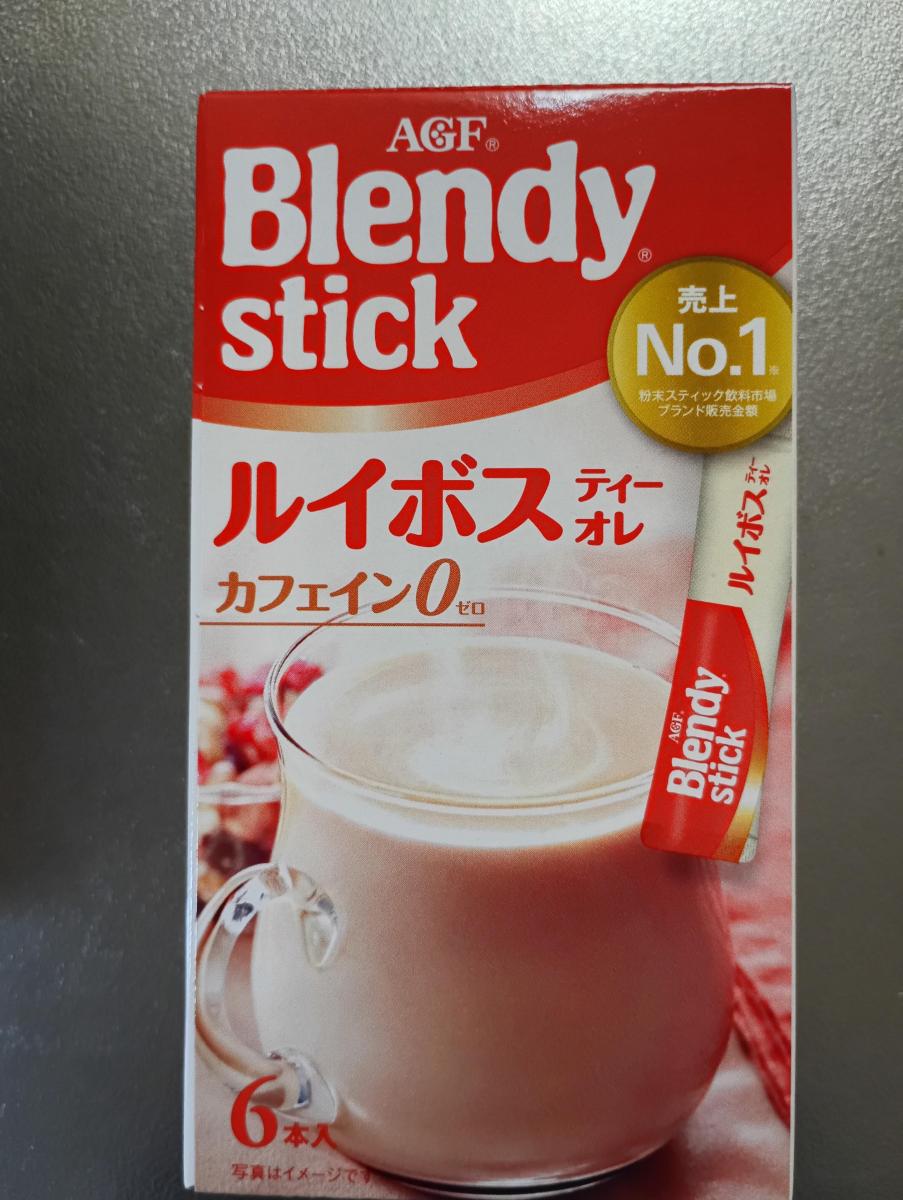 AGF®
Blendy®
stick
売上
No.1※
粉末スティック飲料市場
ブランド販売金額
ルイボス ティー
オレ
カフェイン0ゼロ
ルイボス ティー
オレ
AGF®
Blendy
stick
6本入
写真はイメージです